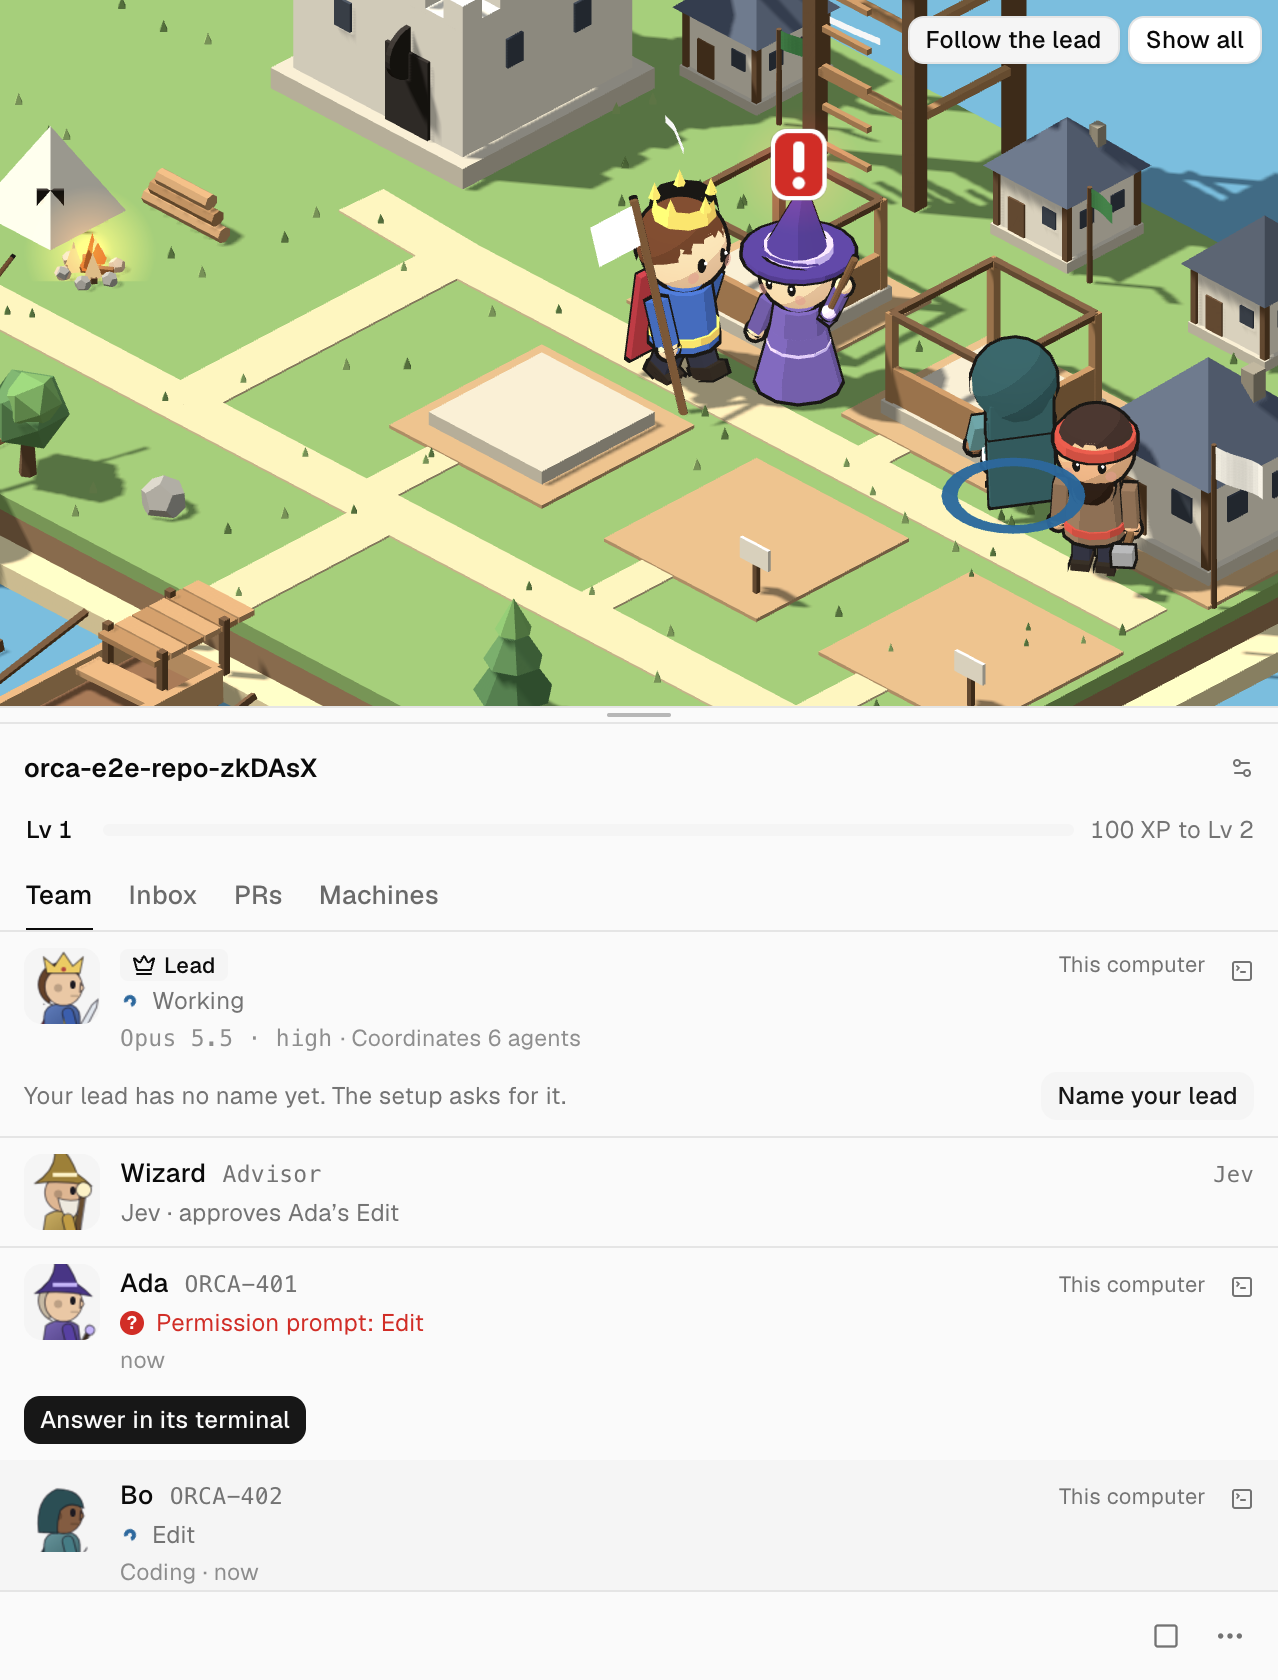 Follow the lead
Show all
orca-e2e-repo-zkDAsX
Lv 1
100 XP to Lv 2
Team
Inbox
PRs
Machines
Lead
This computer
Working
Opus 5.5 · high · Coordinates 6 agents
Your lead has no name yet. The setup asks for it.
Name your lead
Wizard Advisor
Jev
Jev · approves Ada’s Edit
Ada ORCA-401
This computer
Permission prompt: Edit
now
Answer in its terminal
Bo ORCA-402
This computer
Edit
Coding · now